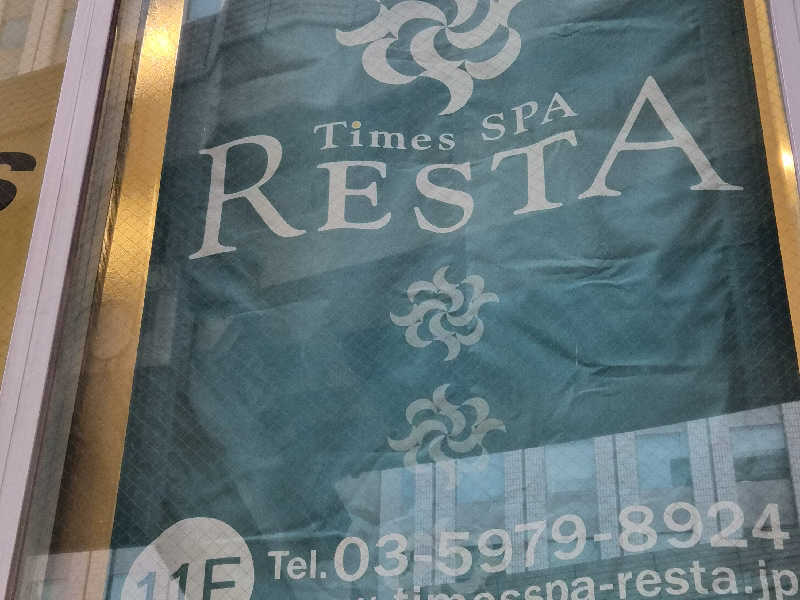 Times SPA
RESTA
s
11F
Tel. 03-5979-8924
timesspa-resta.jp